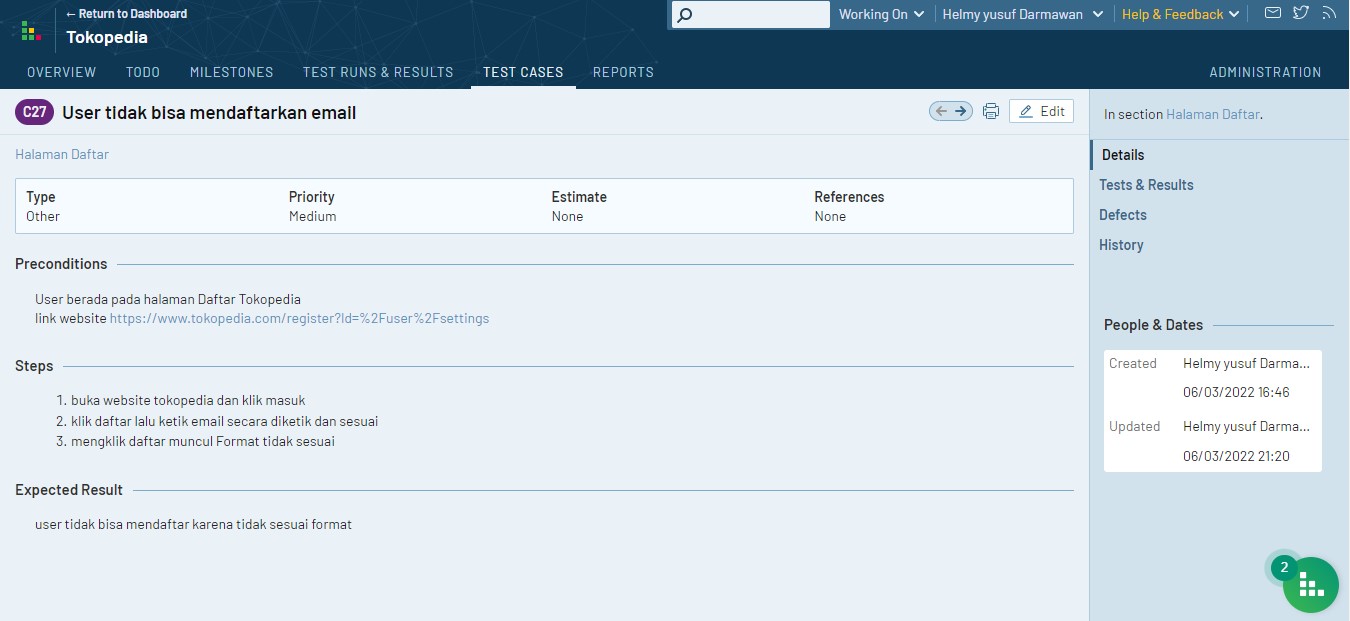 ← Return to Dashboard
Tokopedia
Working On
Helmy yusuf Darmawan
Help & Feedback
OVERVIEW
TODO
MILESTONES
TEST RUNS & RESULTS
TEST CASES
REPORTS
ADMINISTRATION
C27 User tidak bisa mendaftarkan email
Edit
Halaman Daftar
Type Priority Estimate References
Other Medium None None
Preconditions
User berada pada halaman Daftar Tokopedia
link website https://www.tokopedia.com/register?ld=%2Fuser%2Fsettings
Steps
1. buka website tokopedia dan klik masuk
2. klik daftar lalu ketik email secara diketik dan sesuai
3. mengklik daftar muncul Format tidak sesuai
Expected Result
user tidak bisa mendaftar karena tidak sesuai format
In section Halaman Daftar.
Details
Tests & Results
Defects
History
People & Dates
Created Helmy yusuf Darma...
06/03/2022 16:46
Updated Helmy yusuf Darma...
06/03/2022 21:20
2